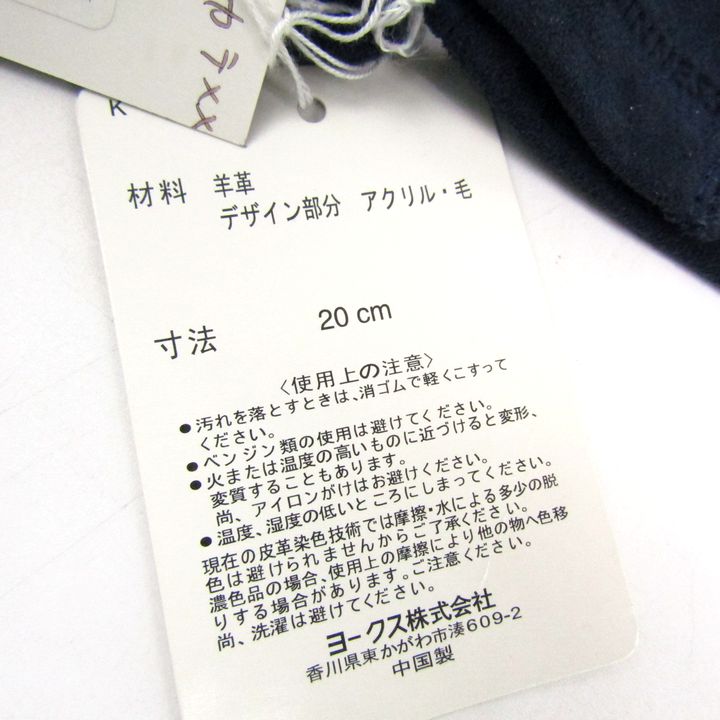 カデメメ
K
材料 羊革
デザイン部分 アクリル・毛
寸法 20 cm
〈使用上の注意〉
●汚れを落とすときは、消ゴムで軽くこすって
ください。
●ベンジン類の使用は避けてください。
●火または温度の高いものに近づけると変形、
変質することもあります。
尚、アイロンがけはお避けください。
●温度、湿度の低いところにしまってください。
現在の皮革染色技術では摩擦・水による多少の脱
色は避けられませんからご了承ください。
濃色品の場合、使用上の摩擦により他の物へ色移
りする場合があります。ご注意ください。
尚、洗濯は避けてください。
ヨークス株式会社
香川県東かがわ市湊609-2
中国製